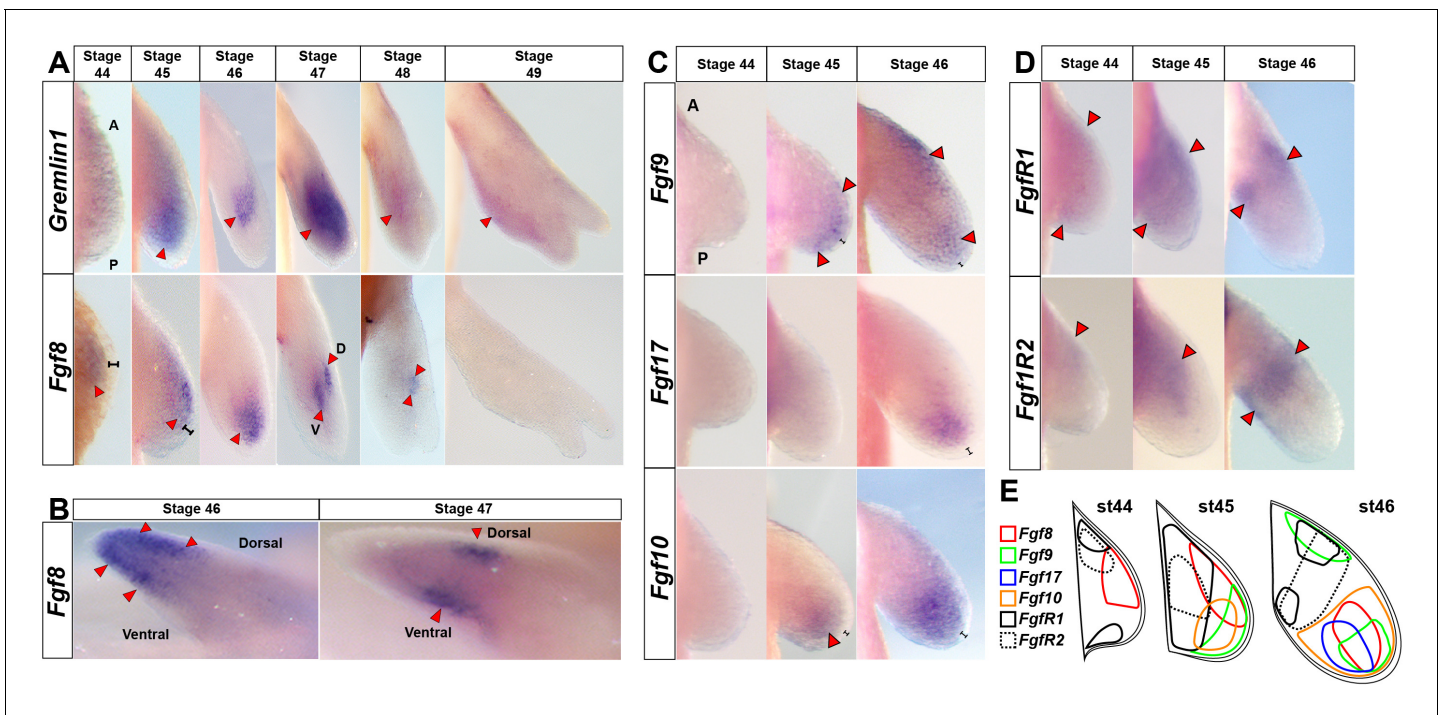 A
Stage 44
Stage 45
Stage 46
Stage 47
Stage 48
Stage 49
Gremlin1
A
P
Fgf8
D
V
B
Stage 46
Stage 47
Fgf8
Dorsal
Ventral
Dorsal
Ventral
C
Stage 44
Stage 45
Stage 46
Fgf9
A
P
Fgf17
Fgf10
D
Stage 44
Stage 45
Stage 46
FgfR1
Fgf1R2
E
st44
st45
st46
Fgf8
Fgf9
Fgf17
Fgf10
FgfR1
FgfR2